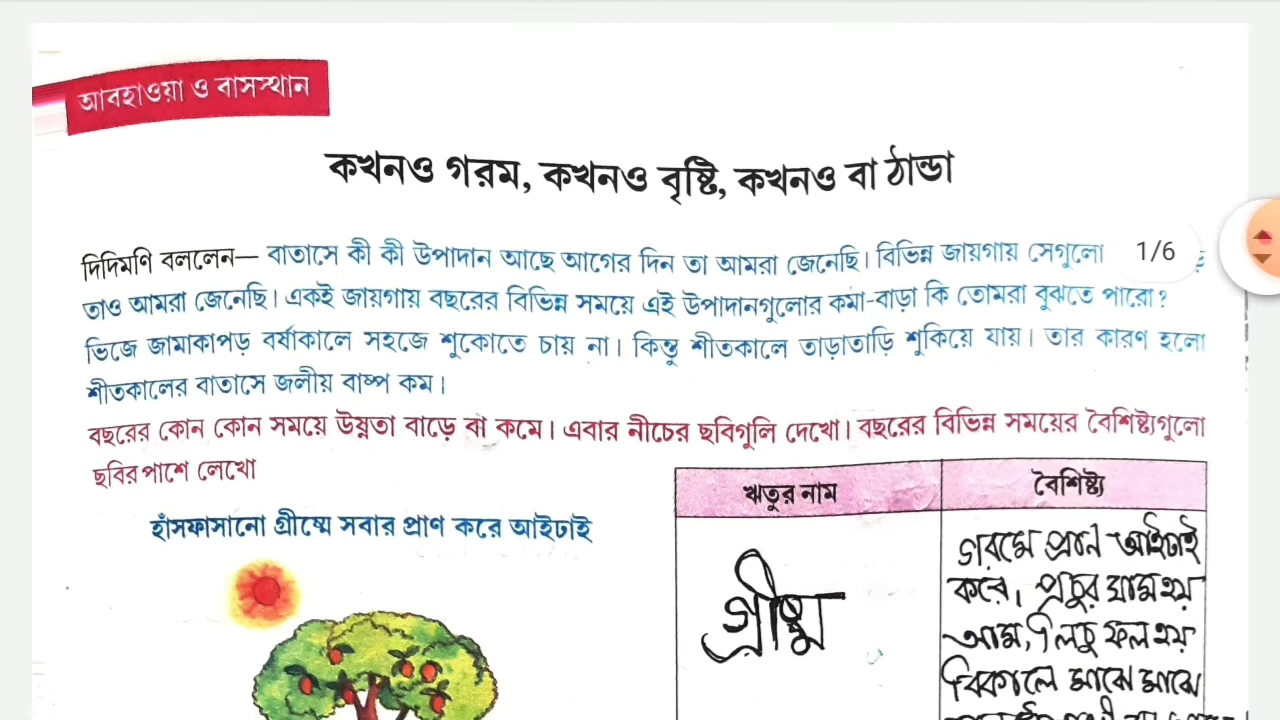 আবহাওয়া ও বাসস্থান
কখনও গরম, কখনও বৃষ্টি, কখনও বা ঠান্ডা
দিদিমণি বললেন— বাতাসে কী কী উপাদান আছে আগের দিন তা আমরা জেনেছি। বিভিন্ন জায়গায় সেগুলো
1/6
তাও আমরা জেনেছি। একই জায়গায় বছরের বিভিন্ন সময়ে এই উপাদানগুলোর কমা-বাড়া কি তোমরা বুঝতে পারো?
ভিজে জামাকাপড় বর্ষাকালে সহজে শুকোতে চায় না। কিন্তু শীতকালে তাড়াতাড়ি শুকিয়ে যায়। তার কারণ হলো
শীতকালের বাতাসে জলীয় বাষ্প কম।
বছরের কোন কোন সময়ে উষ্ণতা বাড়ে বা কমে। এবার নীচের ছবিগুলি দেখো। বছরের বিভিন্ন সময়ের বৈশিষ্ট্যগুলো
ছবির পাশে লেখো
হাঁসফাসানো গ্রীষ্মে সবার প্রাণ করে আইঢাই
ঋতুর নাম
বৈশিষ্ট্য
গ্রীষ্ম
গরমে প্রান আইঢাই
করে। প্রচুর ঘাম হয়
আম, লিচু ফল হয়
বিকালে মাঝে মাঝে